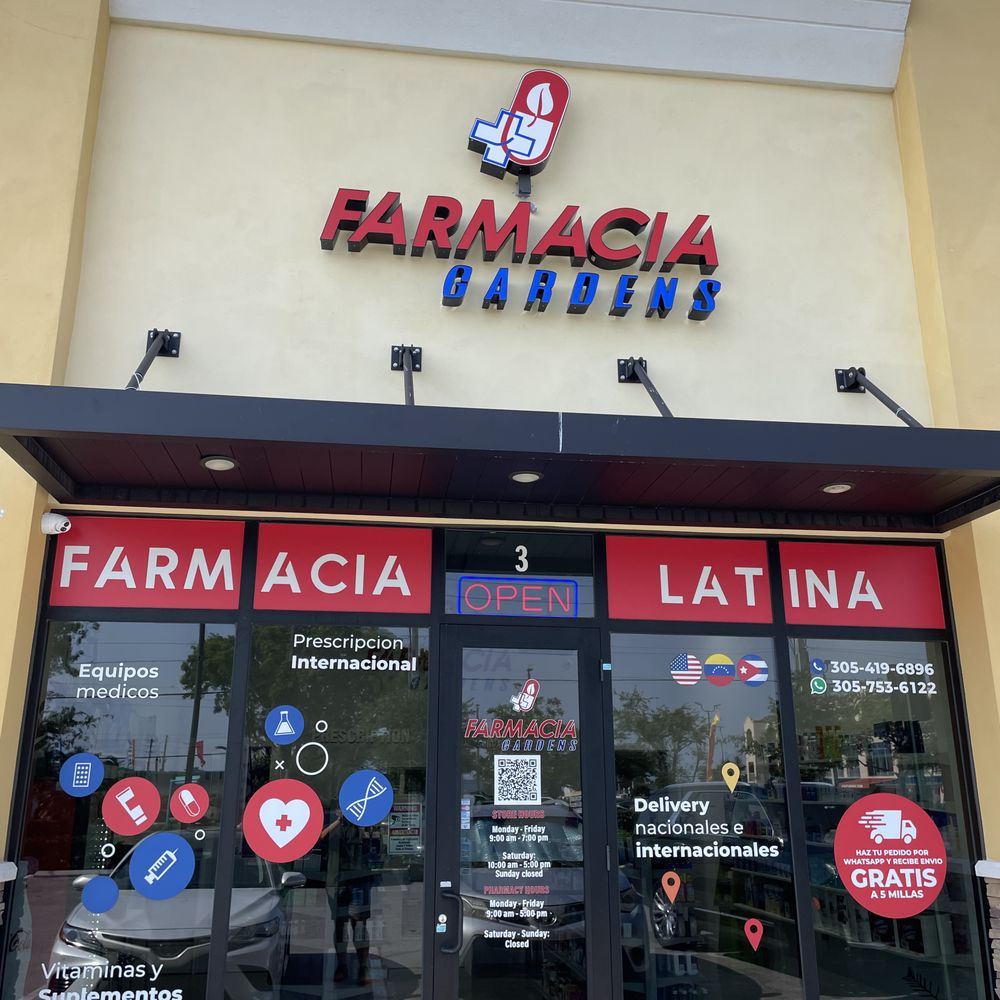 FARMACIA
GARDENS
FARMACIA
3
OPEN
LATINA
Equipos
medicos
Prescripcion
Internacional
Vitaminas y
Suplementos
FARMACIA
GARDENS
STORE HOURS
Monday - Friday
9:00 am - 7:00 pm
Saturday:
10:00 am - 5:00 pm
Sunday closed
PHARMACY HOURS
Monday - Friday
9:00 am - 5:00 pm
Saturday - Sunday:
Closed
305-419-6896
305-753-6122
Delivery
nacionales e
internacionales
HAZ TU PEDIDO POR
WHATSAPP Y RECIBE ENVIO
GRATIS
A 5 MILLAS